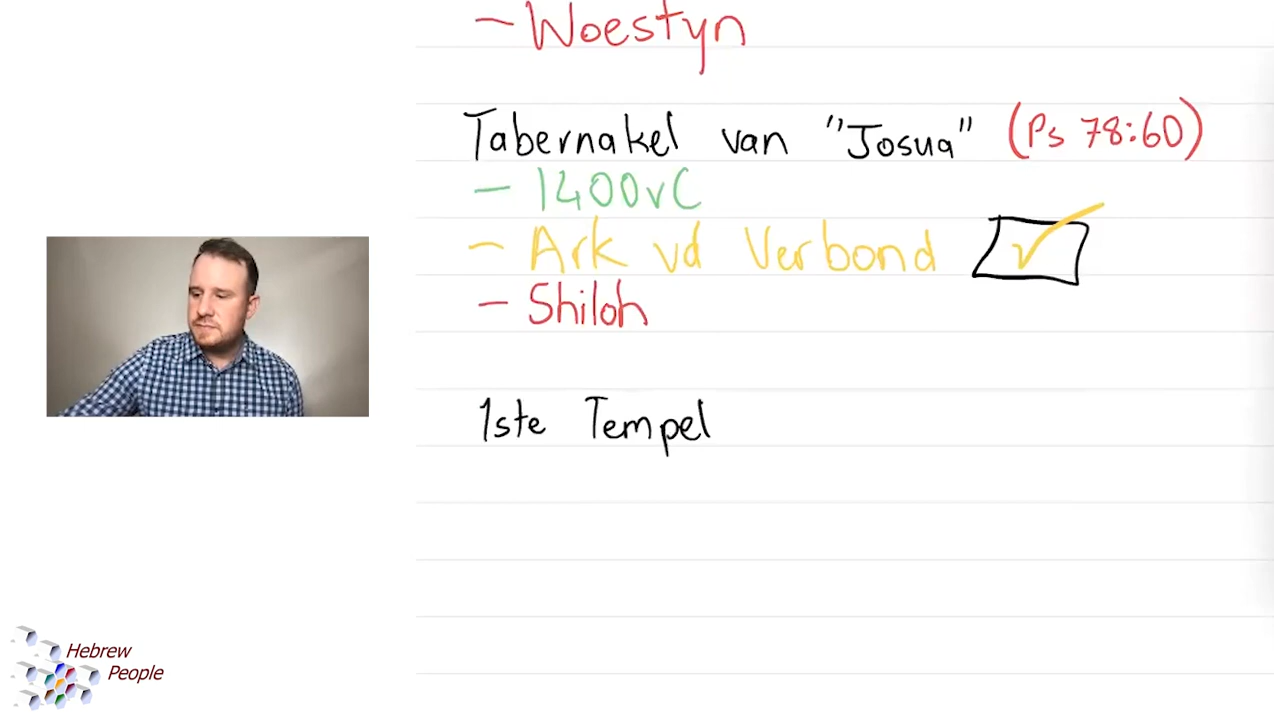 - Woestyn
Tabernakel van "Josua" (Ps 78:60)
- 1400vC
- Ark vd Verbond ✓
- Shiloh
1ste Tempel
Hebrew
People